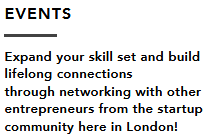 EVENTS
Expand your skill set and build
lifelong connections
through networking with other
entrepreneurs from the startup
community here in London!